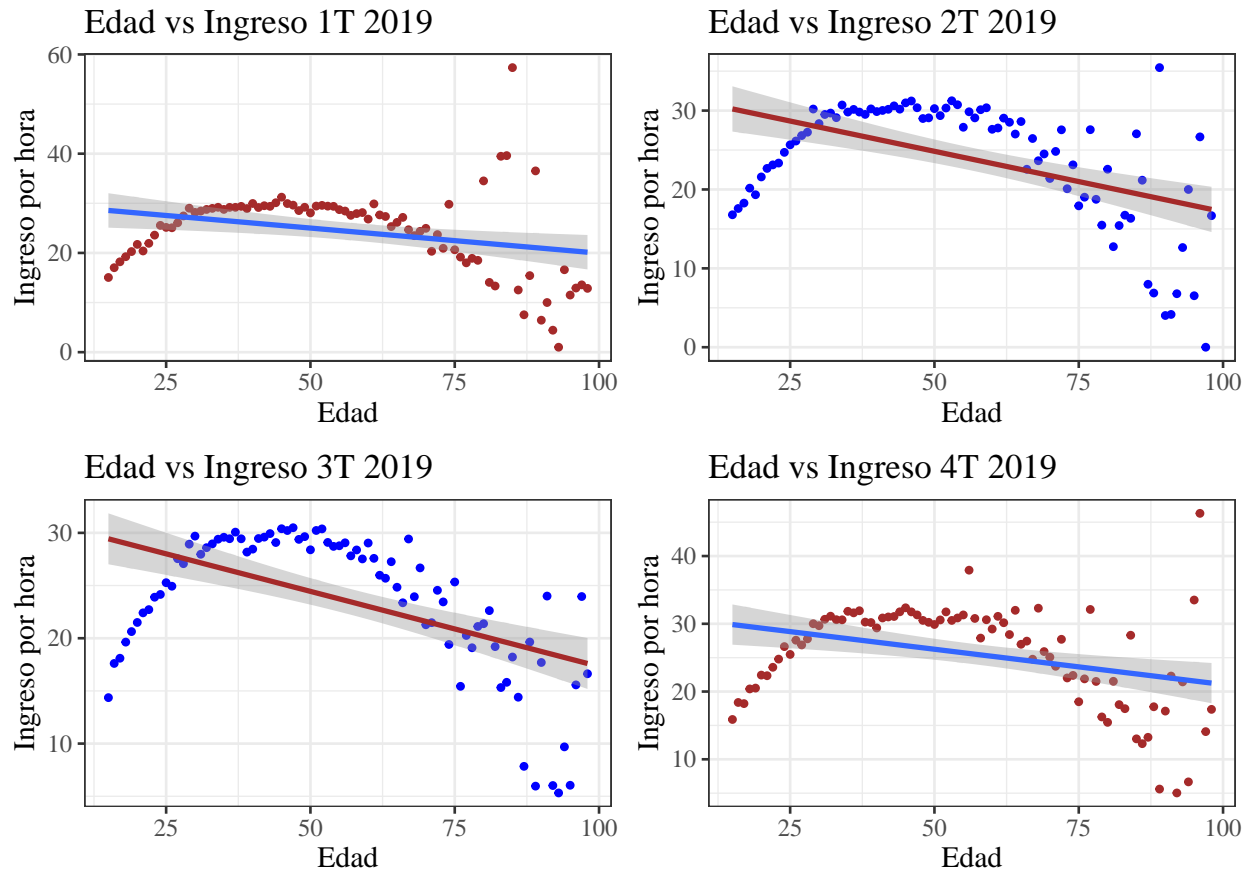 Edad vs Ingreso 1T 2019
Ingreso por hora
60
40
20
0
25 50 75 100
Edad
Edad vs Ingreso 2T 2019
Ingreso por hora
30
20
10
0
25 50 75 100
Edad
Edad vs Ingreso 3T 2019
Ingreso por hora
30
20
10
25 50 75 100
Edad
Edad vs Ingreso 4T 2019
Ingreso por hora
40
30
20
10
25 50 75 100
Edad